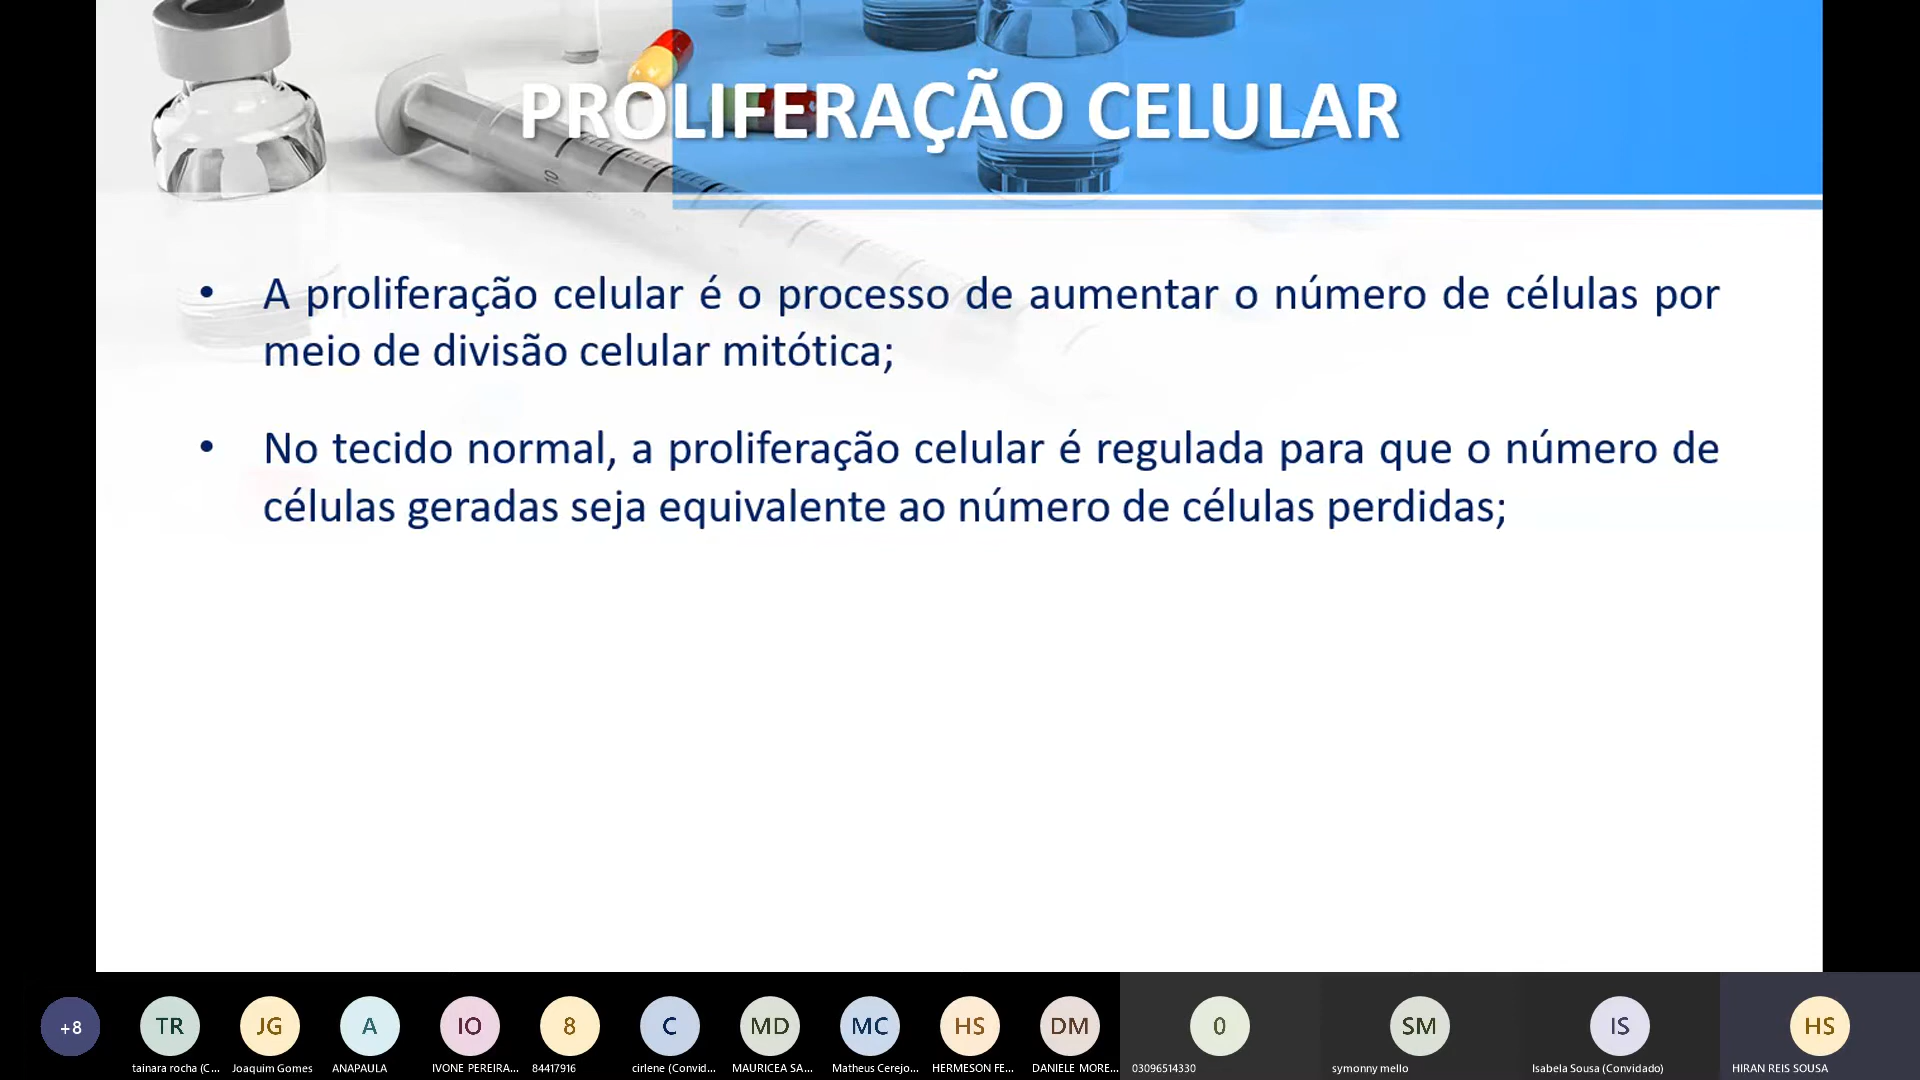 PROLIFERAÇÃO CELULAR
• A proliferação celular é o processo de aumentar o número de células por
meio de divisão celular mitótica;
• No tecido normal, a proliferação celular é regulada para que o número de
células geradas seja equivalente ao número de células perdidas;
10
+8 TR JG A IO 8 C MD MC HS DM 0 SM IS HS
tainara rocha (C... Joaquim Gomes ANAPAULA IVONE PEREIRA... 84417916 cirlene (Convid... MAURICEA SA... Matheus Cerejo... HERMESON FE... DANIELE MORE... 03096514330 symonny mello Isabela Sousa (Convidado) HIRAN REIS SOUSA